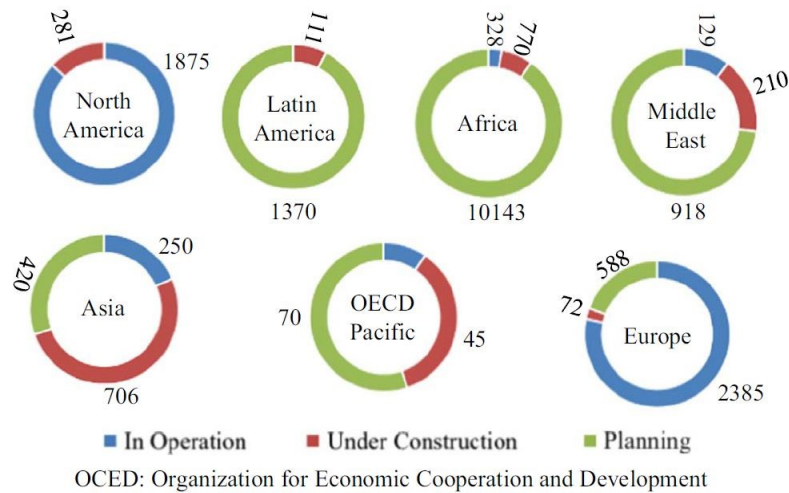 281
1875
North
America
111
Latin
America
1370
328
770
Africa
10143
129
210
Middle
East
918
420
250
Asia
706
70
OECD
Pacific
45
588
72
Europe
2385
In Operation
Under Construction
Planning
OCED: Organization for Economic Cooperation and Development